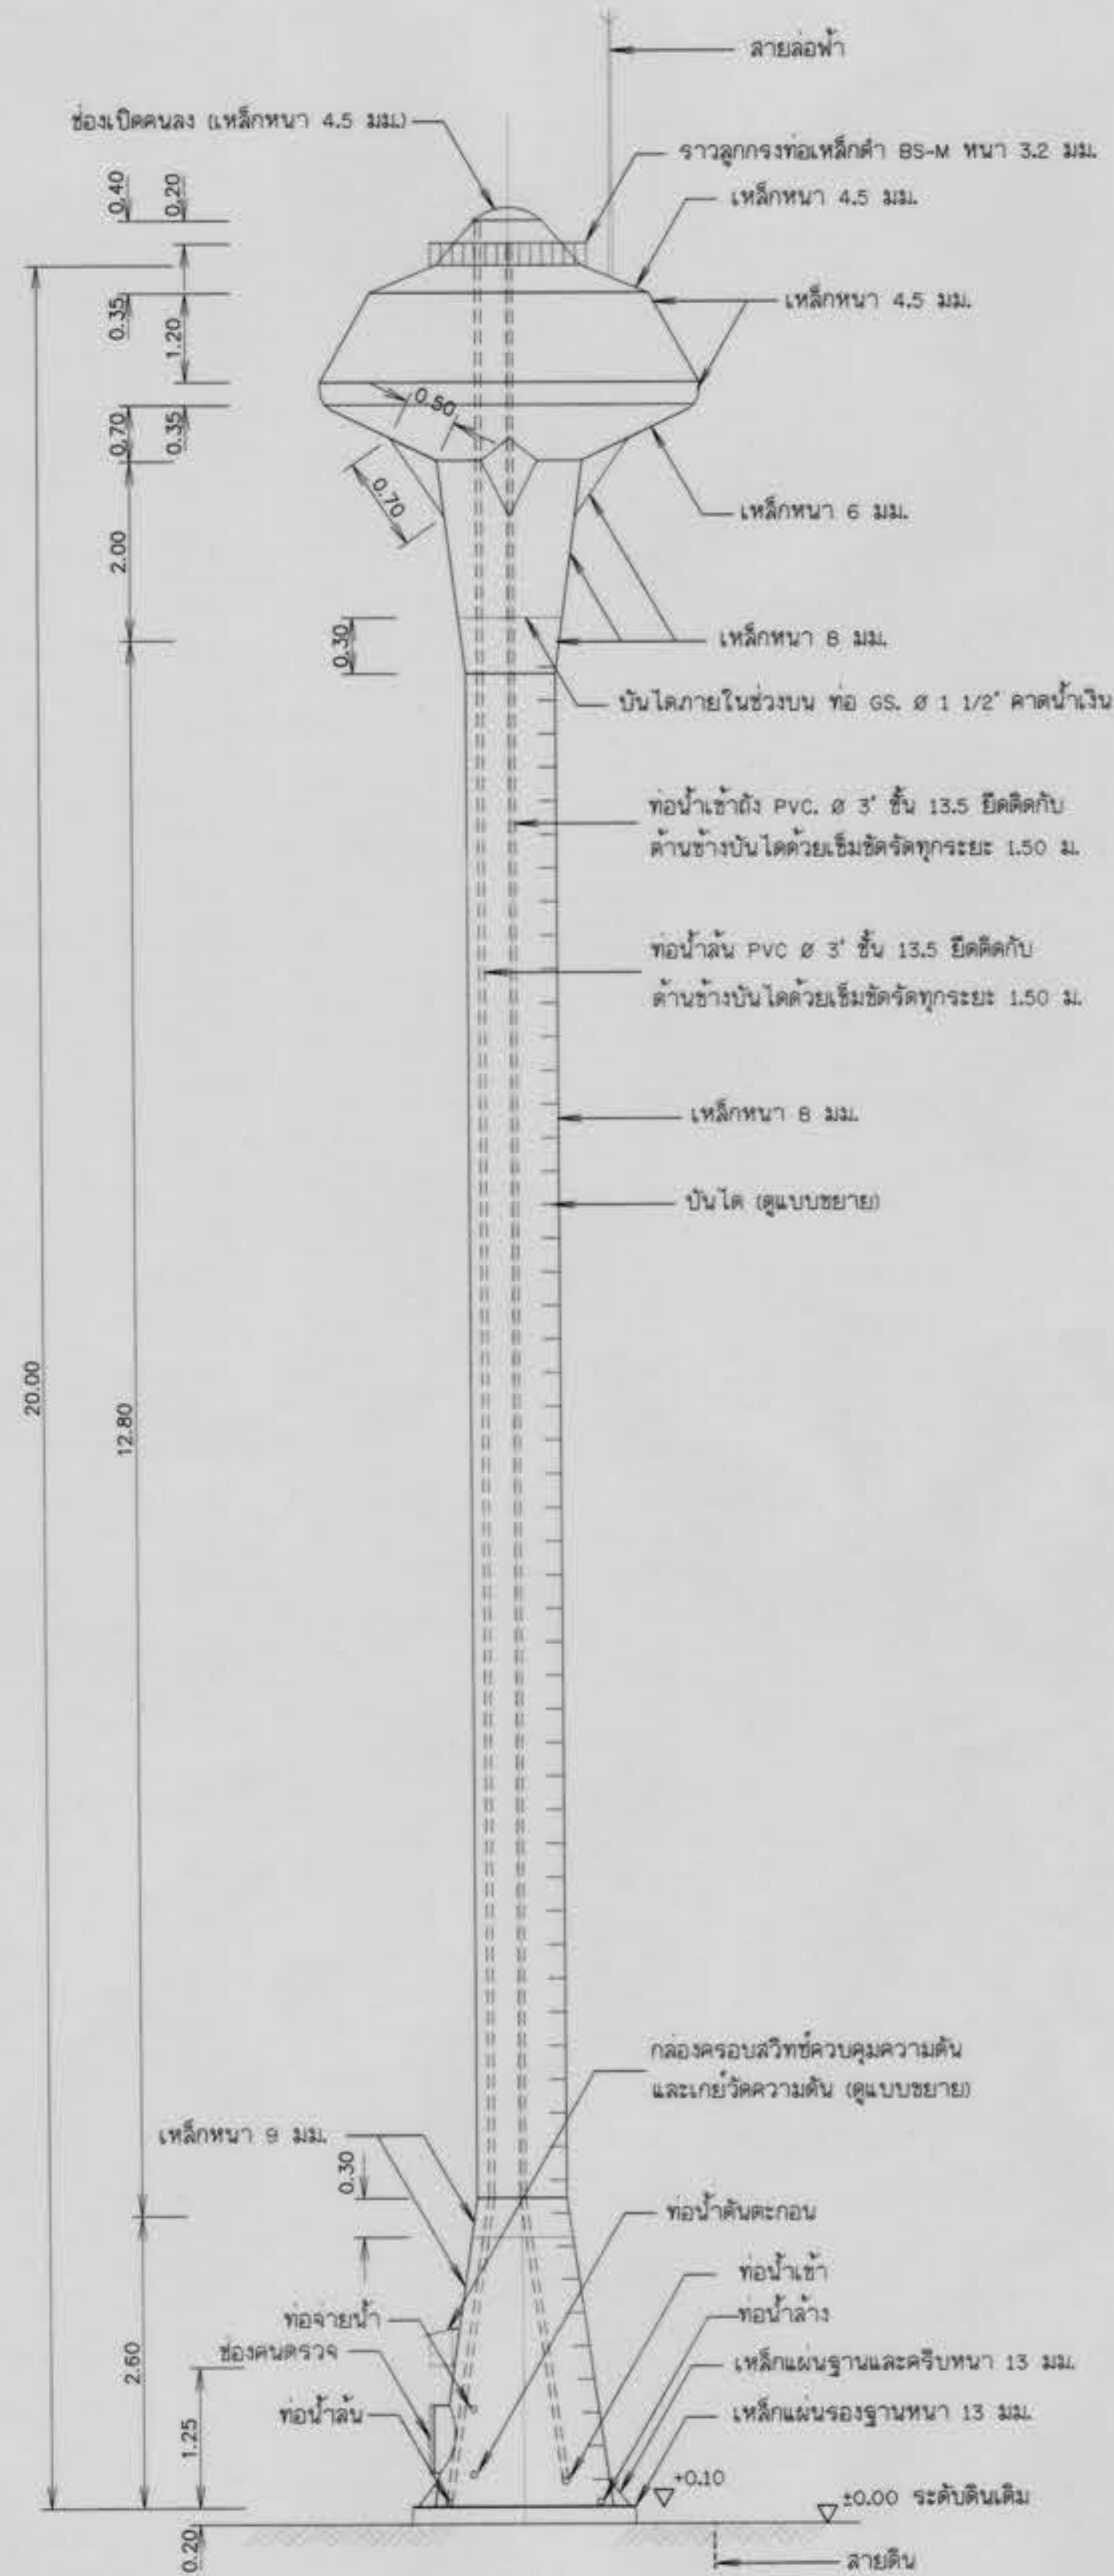 สายล่อฟ้า
ช่องเปิดคนลง (เหล็กหนา 4.5 มม.)
ราวลูกกรงท่อเหล็กดำ BS-M หนา 3.2 มม.
0.40
0.20
เหล็กหนา 4.5 มม.
เหล็กหนา 4.5 มม.
0.35
1.20
0.50
0.70
0.35
0.70
เหล็กหนา 6 มม.
2.00
0.30
เหล็กหนา 8 มม.
บันไดภายในช่วงบน ท่อ GS. Ø 1 1/2" คาดน้ำเงิน
ท่อน้ำเข้าถัง PVC. Ø 3" ชั้น 13.5 ยึดติดกับ
ด้านข้างบันไดด้วยเข็มขัดรัดทุกระยะ 1.50 ม.
ท่อน้ำล้น PVC Ø 3" ชั้น 13.5 ยึดติดกับ
ด้านข้างบันไดด้วยเข็มขัดรัดทุกระยะ 1.50 ม.
เหล็กหนา 8 มม.
บันได (ดูแบบขยาย)
20.00
12.80
กล่องครอบสวิทช์ควบคุมความดัน
และเกย์วัดความดัน (ดูแบบขยาย)
เหล็กหนา 9 มม.
0.30
ท่อน้ำดันตะกอน
ท่อน้ำเข้า
ท่อจ่ายน้ำ
ท่อน้ำล้าง
ช่องคนตรวจ
2.60
เหล็กแผ่นฐานและครีบหนา 13 มม.
ท่อน้ำล้น
เหล็กแผ่นรองฐานหนา 13 มม.
1.25
+0.10
±0.00 ระดับดินเดิม
0.20
สายดิน